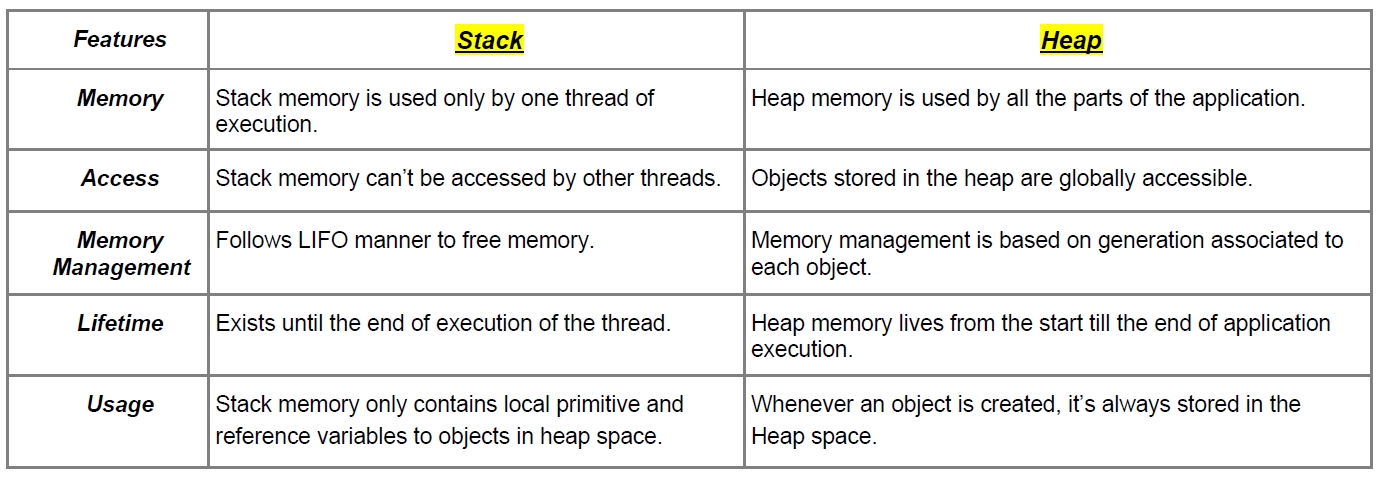 Features
Stack
Heap
Memory
Stack memory is used only by one thread of
execution.
Heap memory is used by all the parts of the application.
Access
Stack memory can’t be accessed by other threads.
Objects stored in the heap are globally accessible.
Memory
Management
Follows LIFO manner to free memory.
Memory management is based on generation associated to
each object.
Lifetime
Exists until the end of execution of the thread.
Heap memory lives from the start till the end of application
execution.
Usage
Stack memory only contains local primitive and
reference variables to objects in heap space.
Whenever an object is created, it’s always stored in the
Heap space.